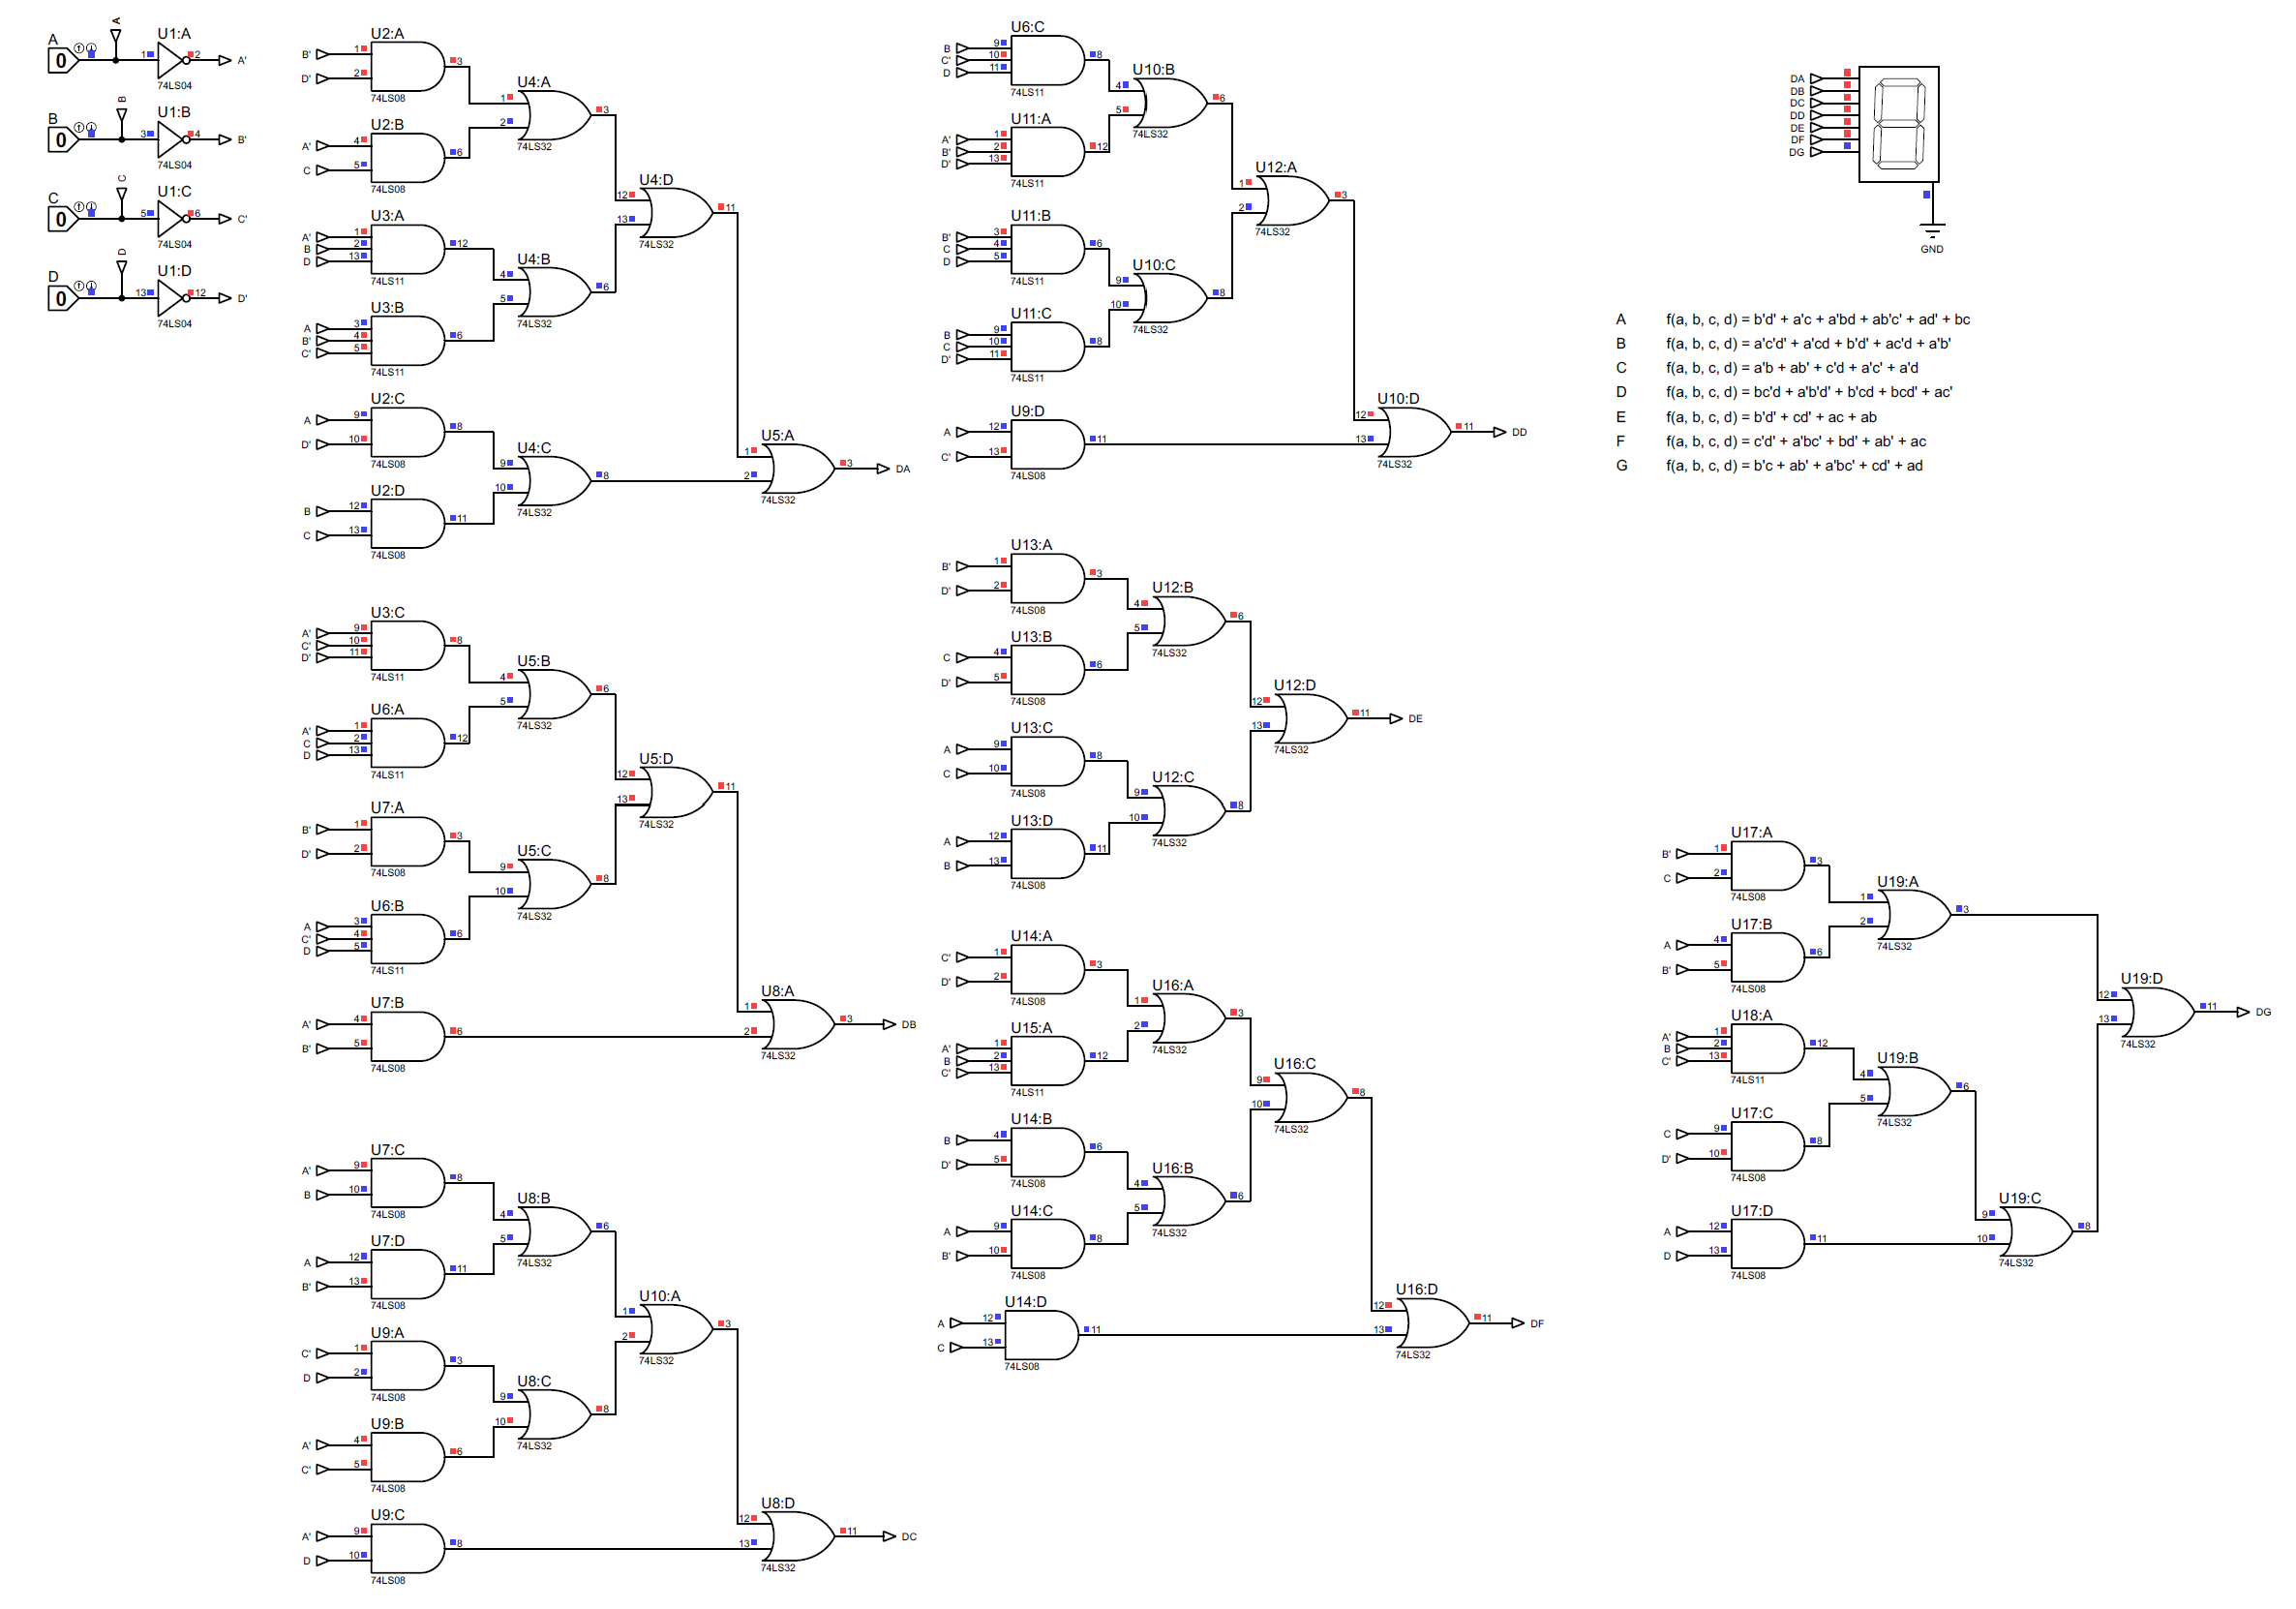 A
0
A
1
U1:A
2
A'
74LS04
B
0
B
3
U1:B
4
B'
74LS04
C
0
C
5
U1:C
6
C'
74LS04
D
0
D
13
U1:D
12
D'
74LS04
U2:A
B' 1
D' 2
3
74LS08
U2:B
A' 4
C 5
6
74LS08
U4:A
1
2
3
74LS32
U3:A
A' 1
B 2
D 13
12
74LS11
U3:B
A 3
B' 4
C' 5
6
74LS11
U4:B
4
5
6
74LS32
U4:D
12
13
11
74LS32
U2:C
A 9
D' 10
8
74LS08
U2:D
B 12
C 13
11
74LS08
U4:C
9
10
8
74LS32
U5:A
1
2
3
DA
74LS32
U3:C
A' 9
C' 10
D' 11
8
74LS11
U6:A
A' 1
C 2
D 13
12
74LS11
U5:B
4
5
6
74LS32
U7:A
B' 1
D' 2
3
74LS08
U6:B
A 3
C' 4
D 5
6
74LS11
U5:C
9
10
8
74LS32
U5:D
12
13
11
74LS32
U7:B
A' 4
B' 5
6
74LS08
U8:A
1
2
3
DB
74LS32
U7:C
A' 9
B 10
8
74LS08
U7:D
A 12
B' 13
11
74LS08
U8:B
4
5
6
74LS32
U9:A
C' 1
D 2
3
74LS08
U9:B
A' 4
C' 5
6
74LS08
U8:C
9
10
8
74LS32
U10:A
1
2
3
74LS32
U9:C
A' 9
D 10
8
74LS08
U8:D
12
13
11
DC
74LS32
U6:C
B 9
C' 10
D 11
8
74LS11
U11:A
A' 1
B' 2
D' 13
12
74LS11
U10:B
4
5
6
74LS32
U11:B
B' 3
C 4
D 5
6
74LS11
U11:C
B 9
C 10
D' 11
8
74LS11
U10:C
9
10
8
74LS32
U12:A
1
2
3
74LS32
U9:D
A 12
C' 13
11
74LS08
U10:D
12
13
11
DD
74LS32
U13:A
B' 1
D' 2
3
74LS08
U13:B
C 4
D' 5
6
74LS08
U12:B
4
5
6
74LS32
U13:C
A 9
C 10
8
74LS08
U13:D
A 12
B 13
11
74LS08
U12:C
9
10
8
74LS32
U12:D
12
13
11
DE
74LS32
U14:A
C' 1
D' 2
3
74LS08
U15:A
A' 1
B 2
C' 13
12
74LS11
U16:A
1
2
3
74LS32
U14:B
B 4
D' 5
6
74LS08
U14:C
A 9
B' 10
8
74LS08
U16:B
4
5
6
74LS32
U16:C
9
10
8
74LS32
U14:D
A 12
C 13
11
74LS08
U16:D
12
13
11
DF
74LS32
DA
DB
DC
DD
DE
DF
DG
GND
A f(a, b, c, d) = b'd' + a'c + a'bd + ab'c' + ad' + bc
B f(a, b, c, d) = a'c'd' + a'cd + b'd' + ac'd + a'b'
C f(a, b, c, d) = a'b + ab' + c'd + a'c' + a'd
D f(a, b, c, d) = bc'd + a'b'd' + b'cd + bcd' + ac'
E f(a, b, c, d) = b'd' + cd' + ac + ab
F f(a, b, c, d) = c'd' + a'bc' + bd' + ab' + ac
G f(a, b, c, d) = b'c + ab' + a'bc' + cd' + ad
U17:A
B' 1
C 2
3
74LS08
U17:B
A 4
B' 5
6
74LS08
U19:A
1
2
3
74LS32
U18:A
A' 1
B 2
C' 13
12
74LS11
U17:C
C 9
D' 10
8
74LS08
U19:B
4
5
6
74LS32
U17:D
A 12
D 13
11
74LS08
U19:C
9
10
8
74LS32
U19:D
12
13
11
DG
74LS32